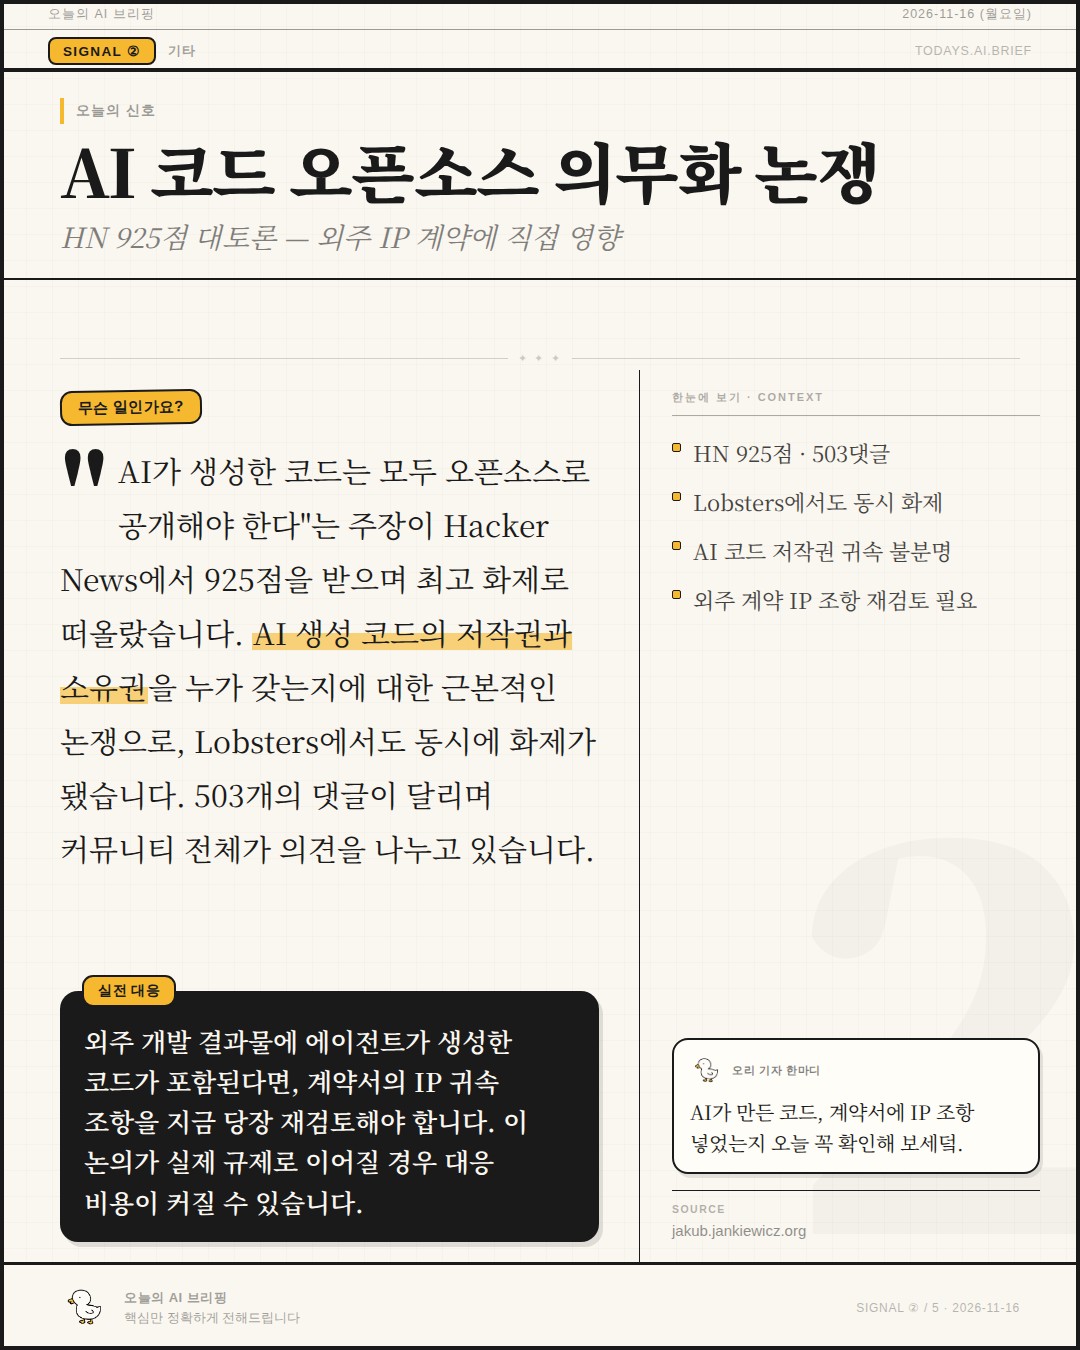 오늘의 AI 브리핑
2026-11-16 (월요일)
SIGNAL ②
기타
TODAYS.AI.BRIEF
오늘의 신호
AI 코드 오픈소스 의무화 논쟁
HN 925점 대토론 — 외주 IP 계약에 직접 영향
✦ ✦ ✦
무슨 일인가요?
"AI가 생성한 코드는 모두 오픈소스로
공개해야 한다"는 주장이 Hacker
News에서 925점을 받으며 최고 화제로
떠올랐습니다. AI 생성 코드의 저작권과
소유권을 누가 갖는지에 대한 근본적인
논쟁으로, Lobsters에서도 동시에 화제가
됐습니다. 503개의 댓글이 달리며
커뮤니티 전체가 의견을 나누고 있습니다.
실전 대응
외주 개발 결과물에 에이전트가 생성한
코드가 포함된다면, 계약서의 IP 귀속
조항을 지금 당장 재검토해야 합니다. 이
논의가 실제 규제로 이어질 경우 대응
비용이 커질 수 있습니다.
한눈에 보기 · CONTEXT
HN 925점 · 503댓글
Lobsters에서도 동시 화제
AI 코드 저작권 귀속 불분명
외주 계약 IP 조항 재검토 필요
2
오리 기자 한마디
AI가 만든 코드, 계약서에 IP 조항
넣었는지 오늘 꼭 확인해 보세덕.
SOURCE
jakub.jankiewicz.org
오늘의 AI 브리핑
핵심만 정확하게 전해드립니다
SIGNAL ② / 5 · 2026-11-16